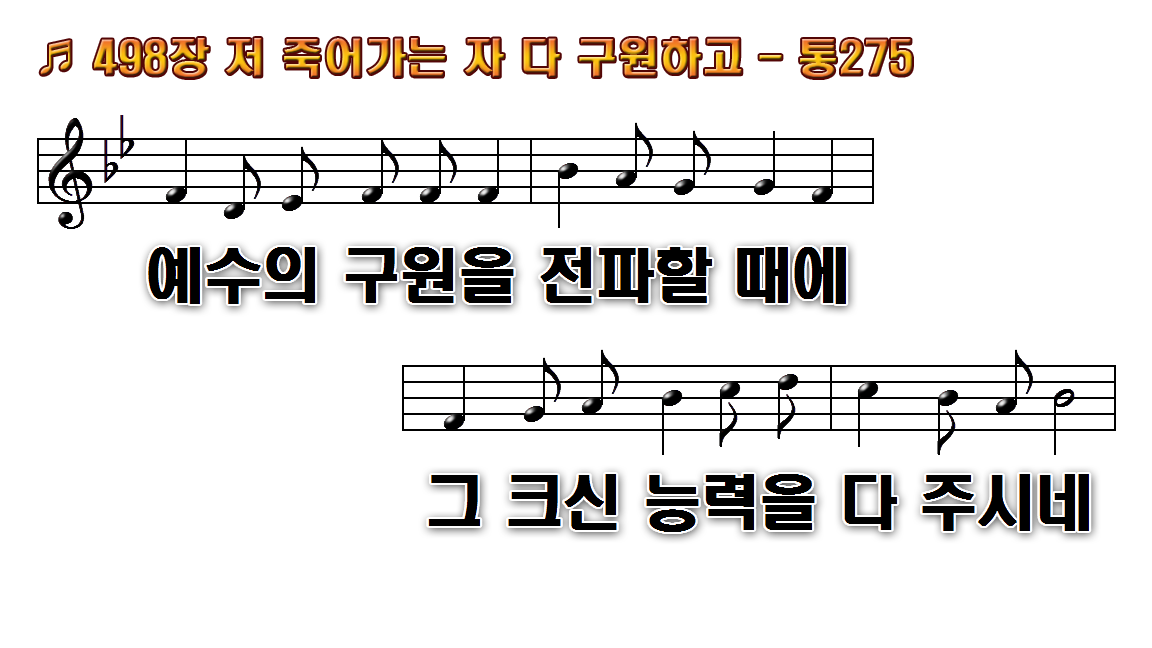 ♬ 498장 저 죽어가는 자 다 구원하고 - 통275
예수의 구원을 전파할 때에
그 크신 능력을 다 주시네